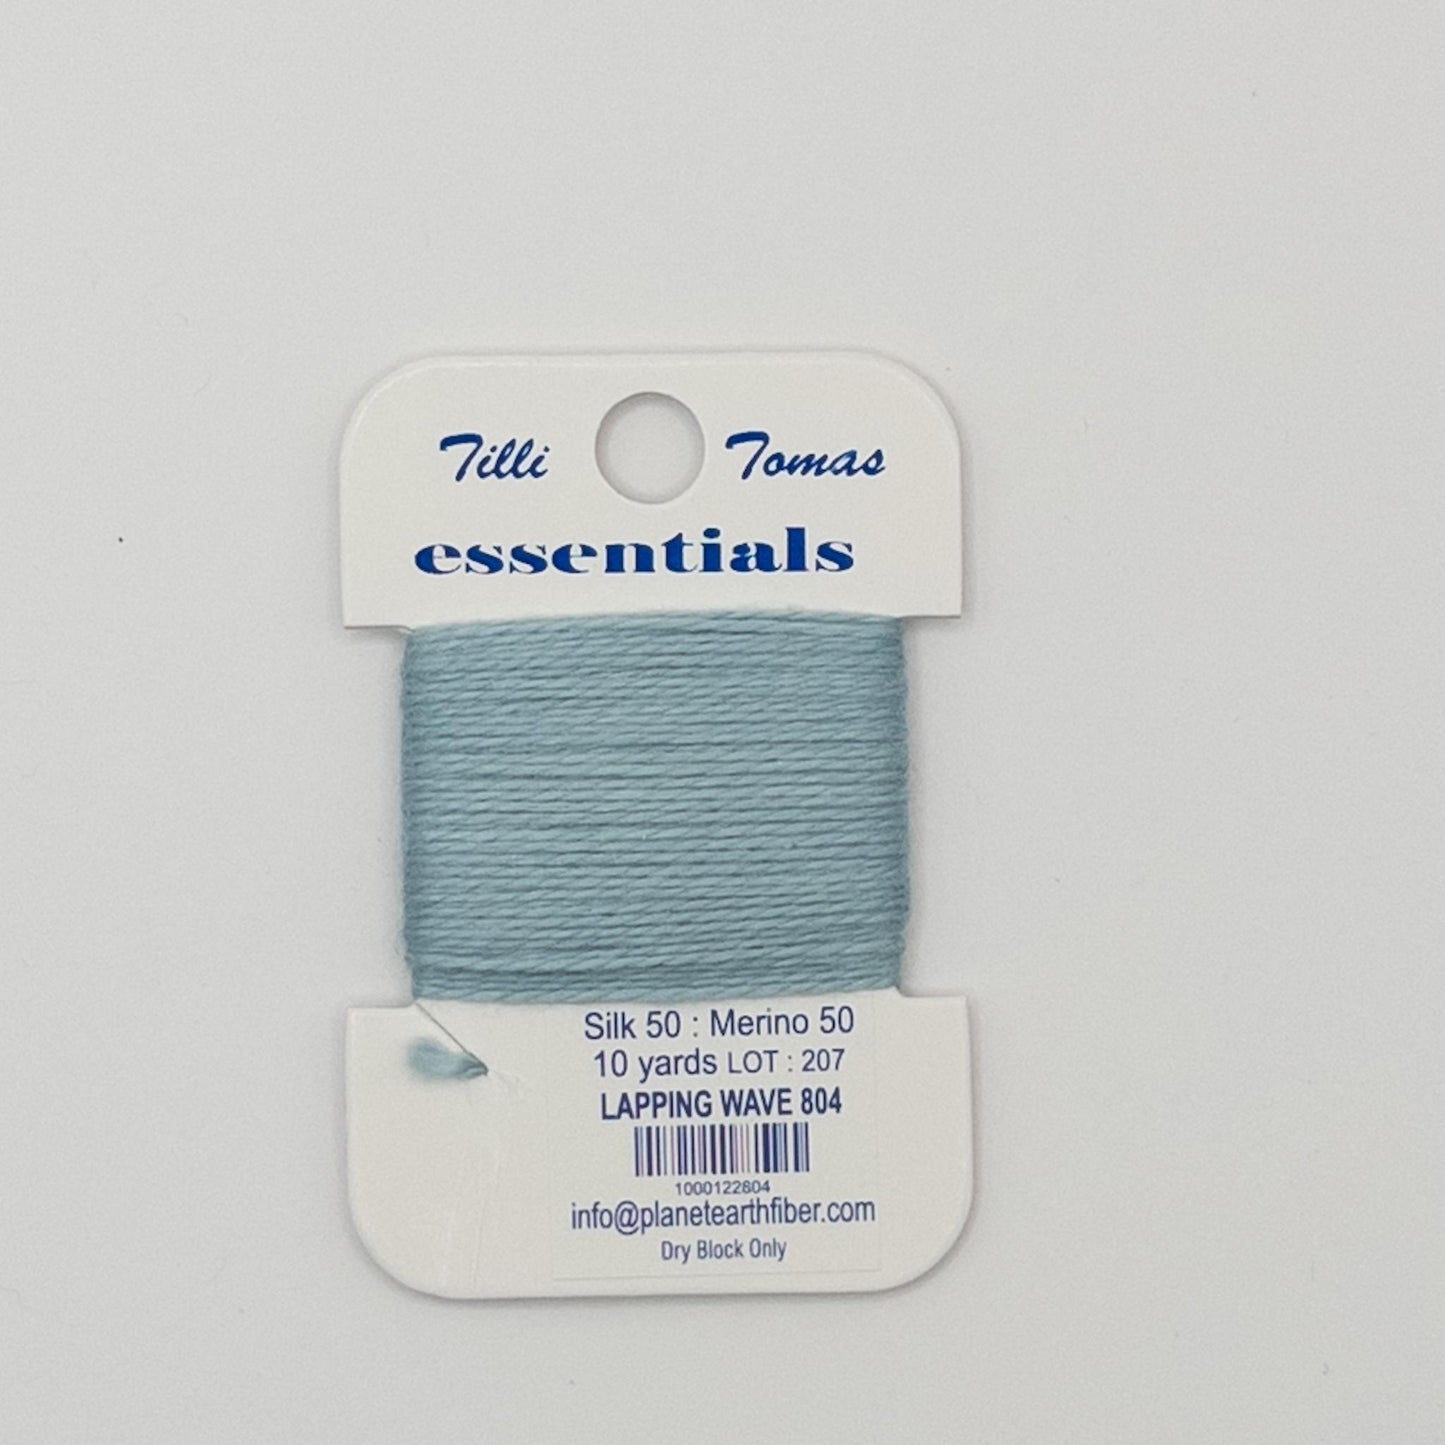 Tilli Tomas
essentials
Silk 50 : Merino 50
10 yards LOT : 207
LAPPING WAVE 804
1000122804
info@planetearthfiber.com
Dry Block Only